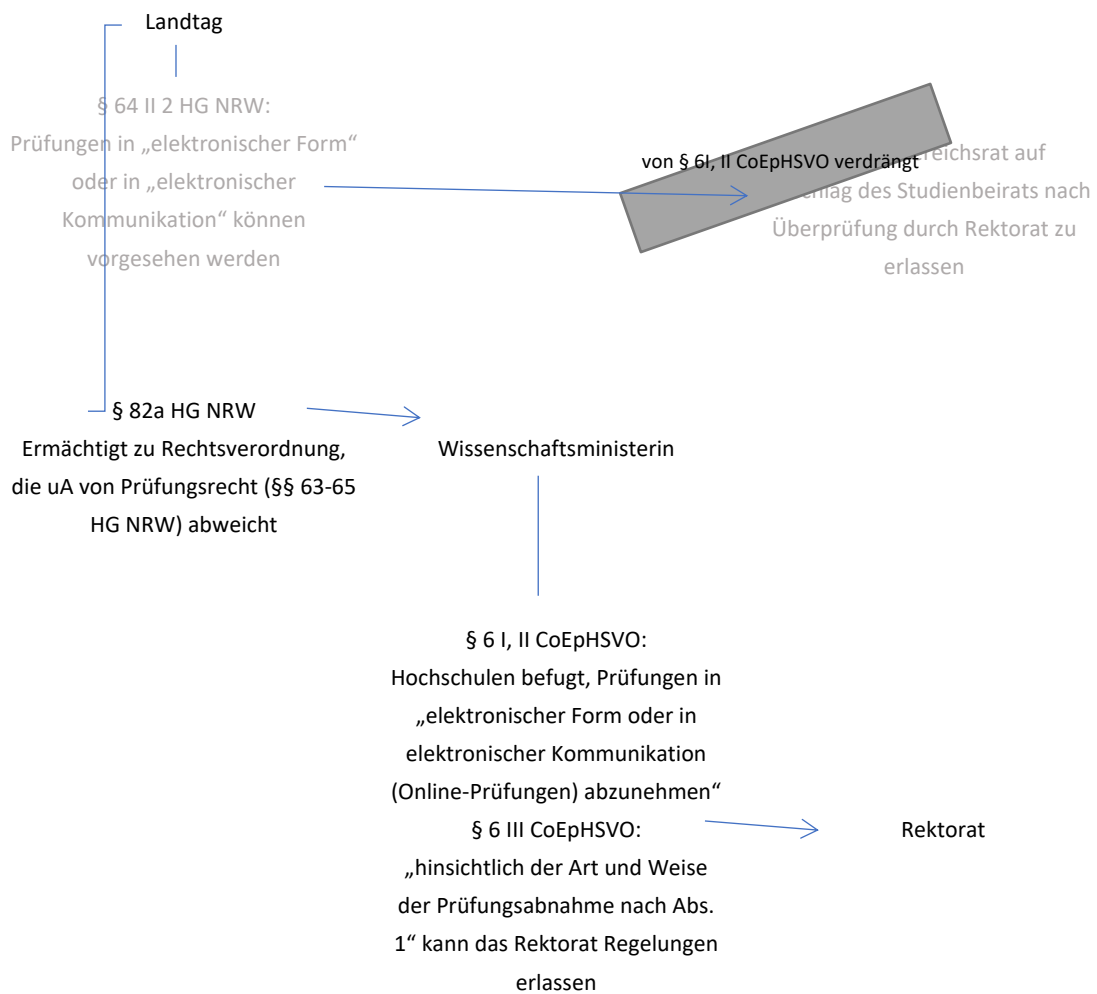 Landtag
§ 64 II 2 HG NRW:
Prüfungen in „elektronischer Form“
oder in „elektronischer
Kommunikation“ können
vorgesehen werden
von § 6I, II CoEpHSVO verdrängt
auf
des Studienbeirats nach
Überprüfung durch Rektorat zu
erlassen
§ 82a HG NRW
Ermächtigt zu Rechtsverordnung,
die uA von Prüfungsrecht (§§ 63-65
HG NRW) abweicht
Wissenschaftsministerin
§ 6 I, II CoEpHSVO:
Hochschulen befugt, Prüfungen in
„elektronischer Form oder in
elektronischer Kommunikation
(Online-Prüfungen) abzunehmen“
§ 6 III CoEpHSVO:
„hinsichtlich der Art und Weise
der Prüfungsabnahme nach Abs.
1“ kann das Rektorat Regelungen
erlassen
Rektorat